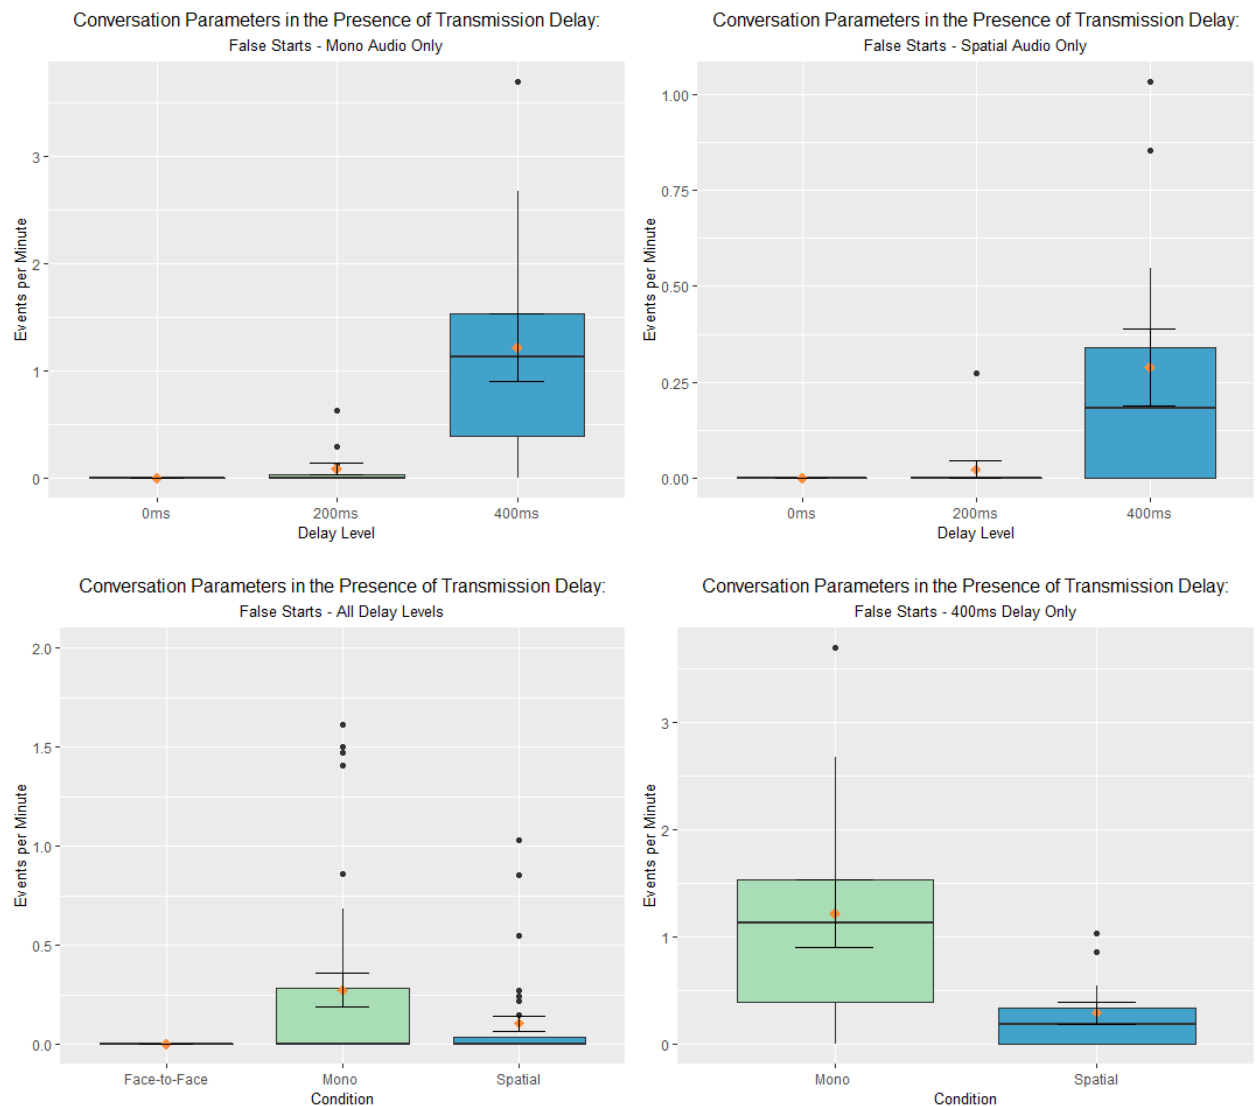 Conversation Parameters in the Presence of Transmission Delay:
False Starts - Mono Audio Only
Events per Minute
3
2
1
0
0ms 200ms 400ms
Delay Level
Conversation Parameters in the Presence of Transmission Delay:
False Starts - Spatial Audio Only
Events per Minute
1.00
0.75
0.50
0.25
0.00
0ms 200ms 400ms
Delay Level
Conversation Parameters in the Presence of Transmission Delay:
False Starts - All Delay Levels
Events per Minute
2.0
1.5
1.0
0.5
0.0
Face-to-Face Mono Spatial
Condition
Conversation Parameters in the Presence of Transmission Delay:
False Starts - 400ms Delay Only
Events per Minute
3
2
1
0
Mono Spatial
Condition